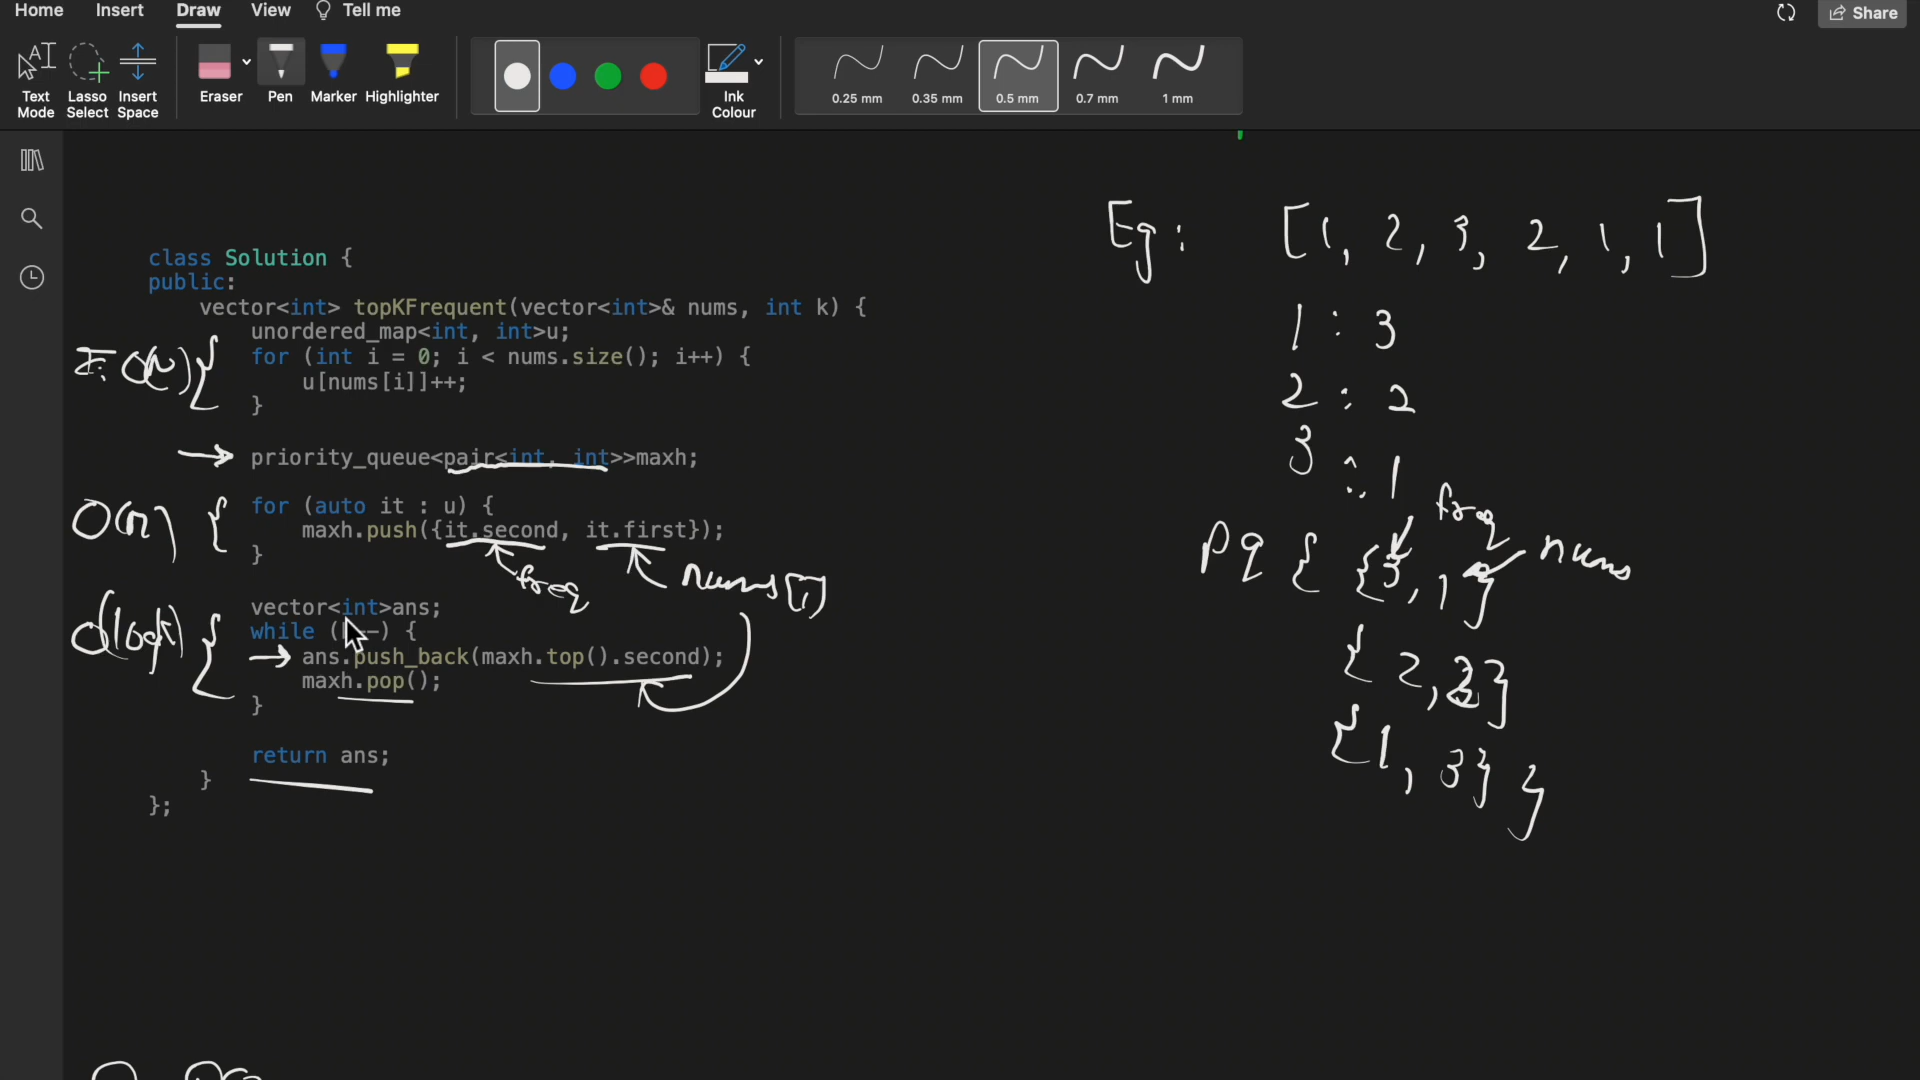 Home Insert Draw View Tell me Share
Text Mode Lasso Select Insert Space Eraser Pen Marker Highlighter Ink Colour 0.25 mm 0.35 mm 0.5 mm 0.7 mm 1 mm
class Solution {
public:
vector<int> topKFrequent(vector<int>& nums, int k) {
unordered_map<int, int>u;
for (int i = 0; i < nums.size(); i++) {
u[nums[i]]++;
}
priority_queue<pair<int, int>>maxh;
O(n) { for (auto it : u) {
maxh.push({it.second, it.first});
}
freq nums[i]
vector<int>ans;
while ( --) {
ans.push_back(maxh.top().second);
maxh.pop();
}
return ans;
}
};
Eg: [1, 2, 3, 2, 1, 1]
1 : 3
2 : 2
3 : 1
freq
nums
Pq { {3, 1}
{2, 2}
{1, 3} }